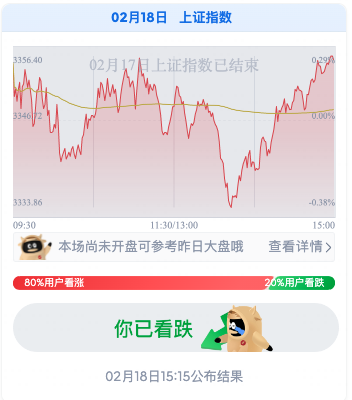 02月18日 上证指数
3356.40
0.29%
02月17日上证指数已结束
3346.72
0.00%
3333.86
-0.38%
09:30
11:30/13:00
15:00
本场尚未开盘可参考昨日大盘哦
查看详情>
80%用户看涨
20%用户看跌
你已看跌
02月18日15:15公布结果